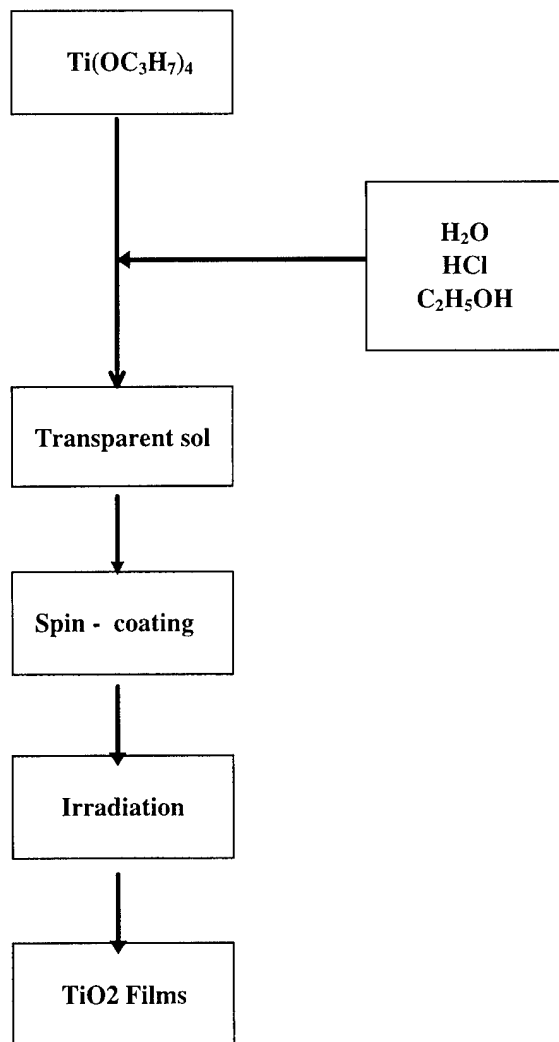 Ti(OC₃H₇)₄
H₂O
HCl
C₂H₅OH
Transparent sol
Spin - coating
Irradiation
TiO2 Films